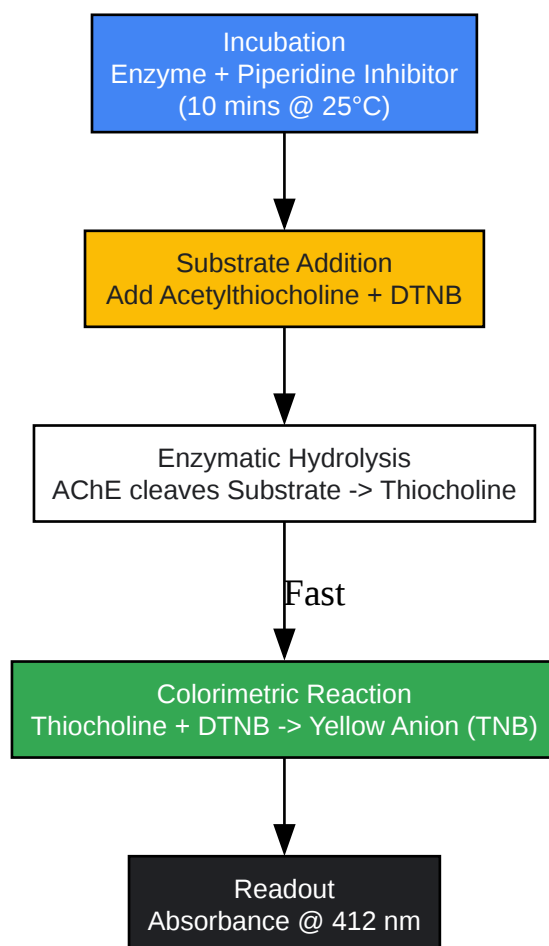 Incubation
Enzyme + Piperidine Inhibitor
(10 mins @ 25°C)
Substrate Addition
Add Acetylthiocholine + DTNB
Enzymatic Hydrolysis
AChE cleaves Substrate -> Thiocholine
Fast
Colorimetric Reaction
Thiocholine + DTNB -> Yellow Anion (TNB)
Readout
Absorbance @ 412 nm